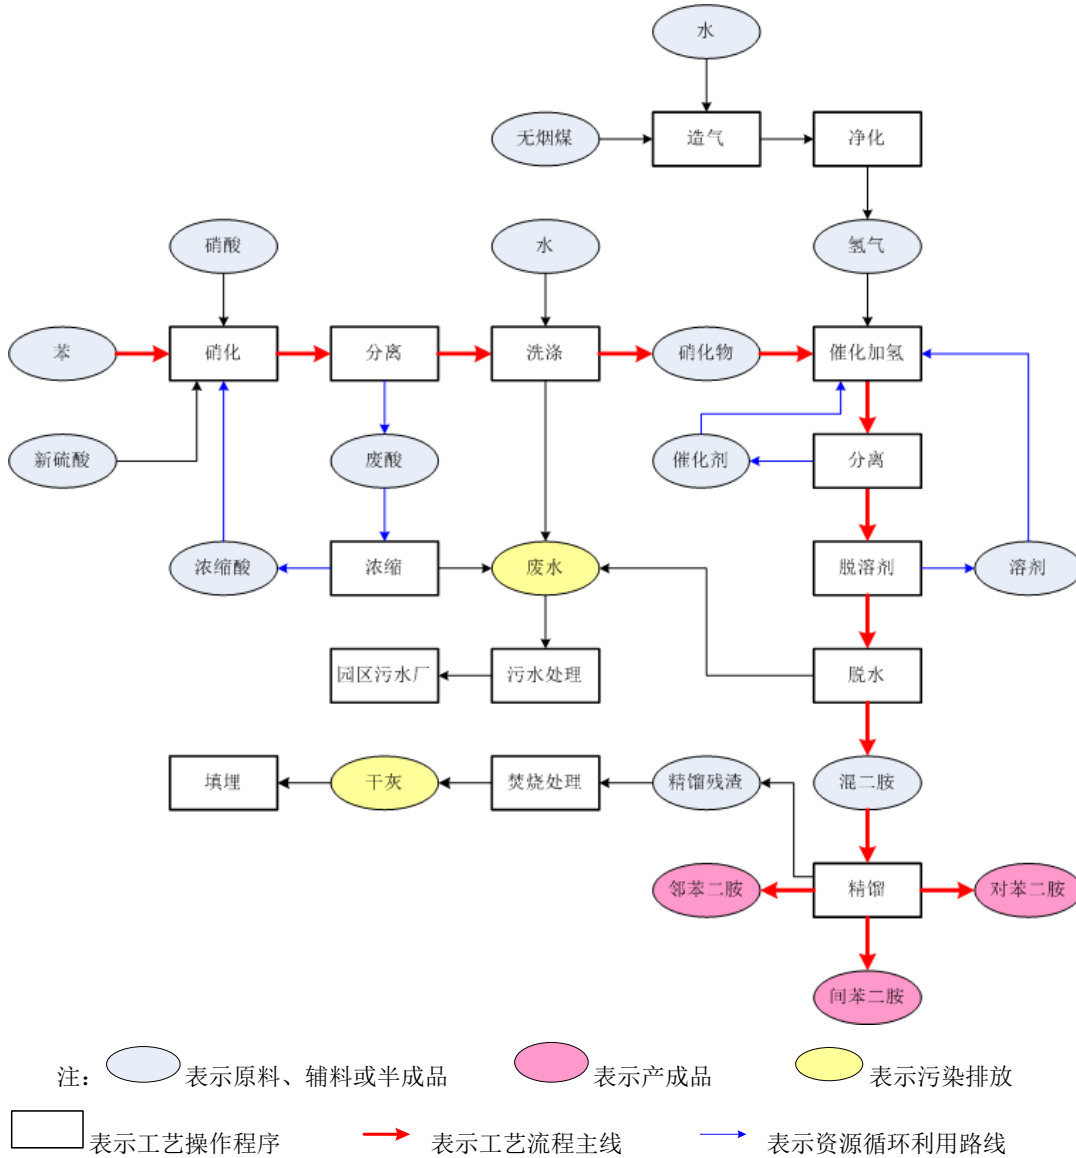 水
无烟煤
造气
净化
硝酸
水
氢气
苯
硝化
分离
洗涤
硝化物
催化加氢
新硫酸
废酸
催化剂
分离
浓缩酸
浓缩
废水
脱溶剂
溶剂
园区污水厂
污水处理
脱水
填埋
干灰
焚烧处理
精馏残渣
混二胺
邻苯二胺
精馏
对苯二胺
间苯二胺
注：
表示原料、辅料或半成品
表示产成品
表示污染排放
表示工艺操作程序
表示工艺流程主线
表示资源循环利用路线